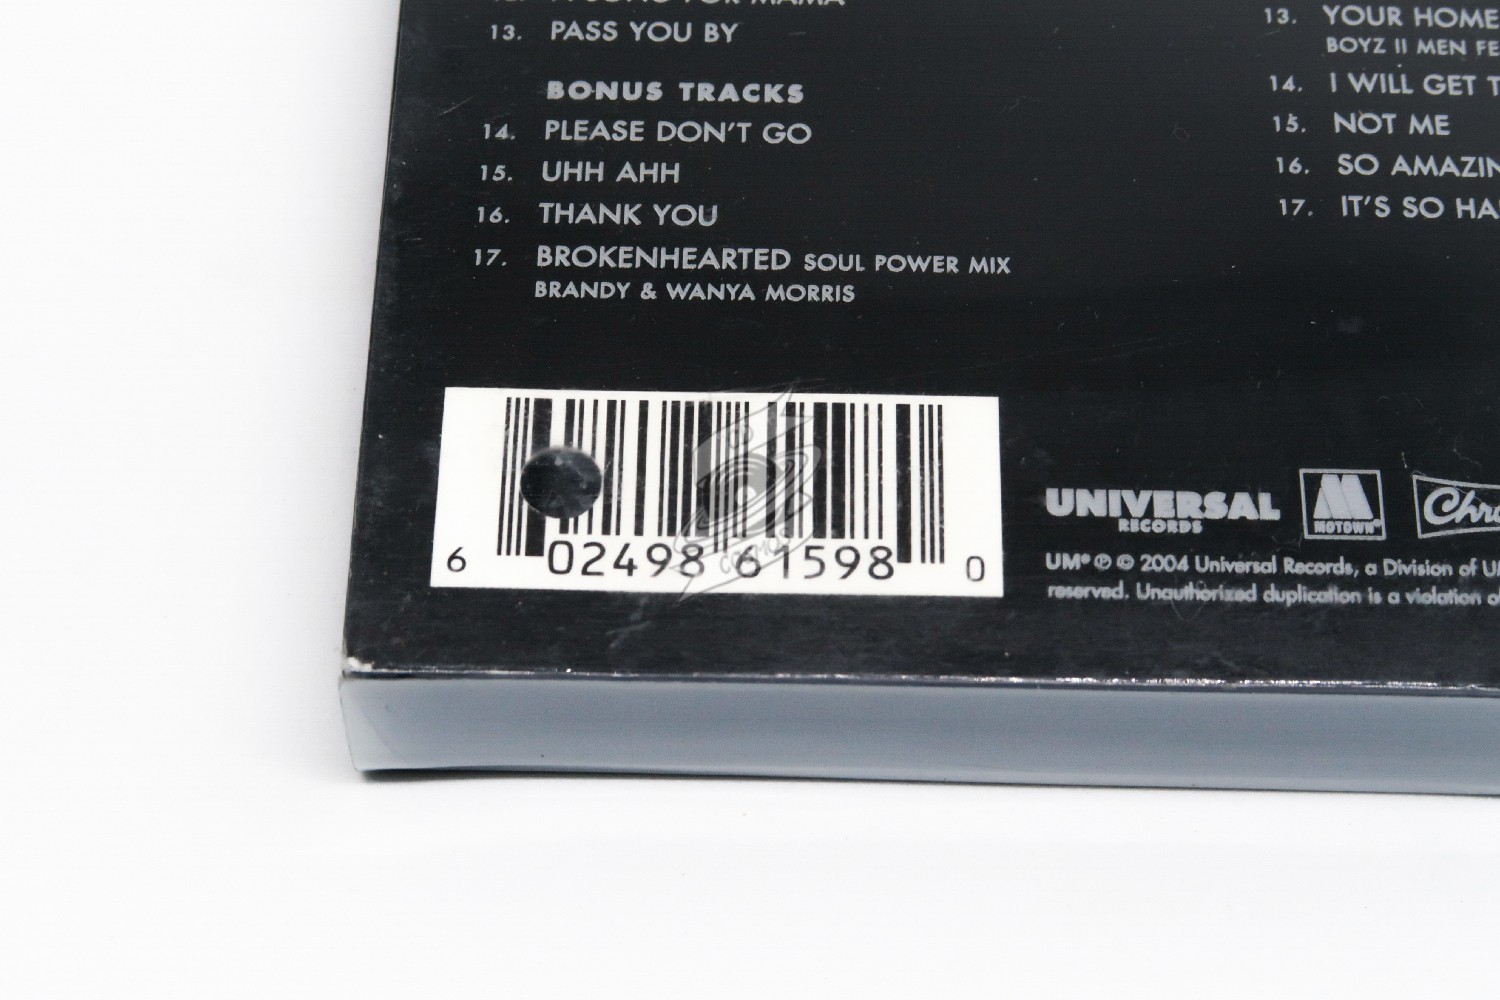 13. PASS YOU BY
BONUS TRACKS
14. PLEASE DON'T GO
15. UHH AHH
16. THANK YOU
17. BROKENHEARTED SOUL POWER MIX
BRANDY & WANYA MORRIS
13. YOUR HOME
BOYZ II MEN
14. I WILL GET
15. NOT ME
16. SO
17. IT'S SO
6 02498 61598 0
UNIVERSAL
RECORDS
MOTOWN®
UM® ℗ © 2004 Universal Records, a Division of
reserved. Unauthorized duplication is a violation